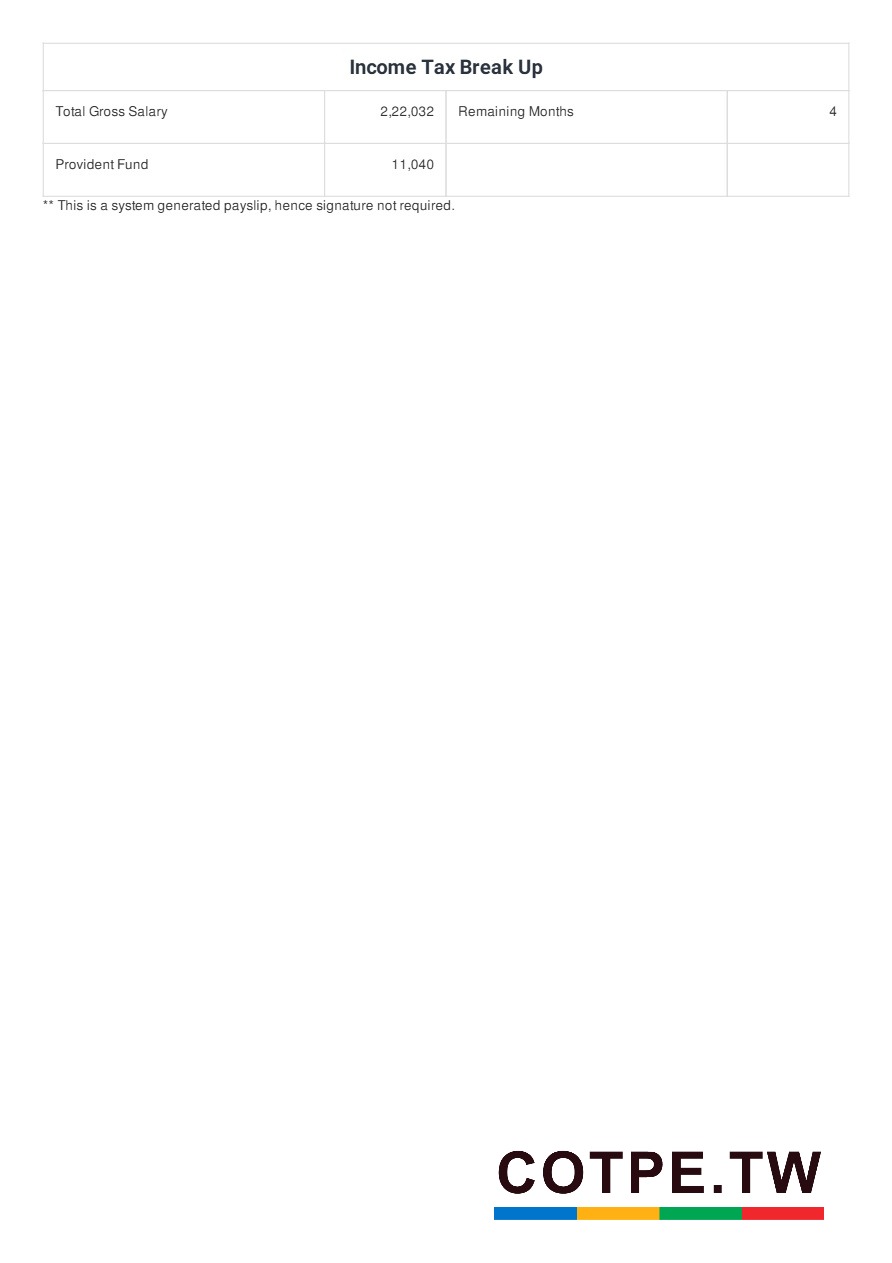 Income Tax Break Up
Total Gross Salary 2,22,032 Remaining Months 4
Provident Fund 11,040
** This is a system generated payslip, hence signature not required.
COTPE.TW